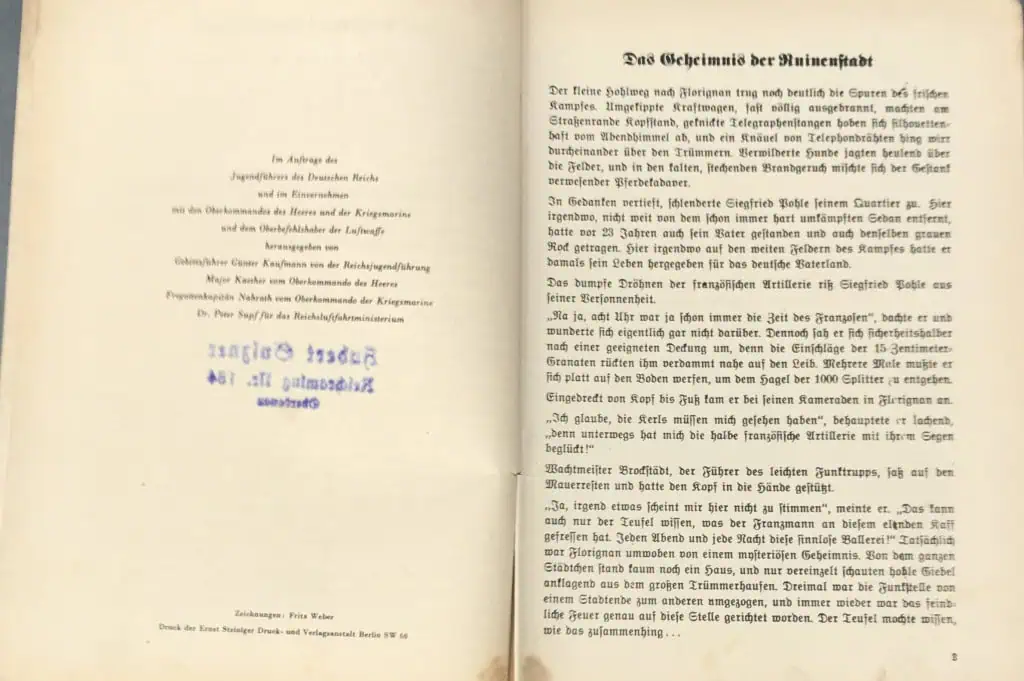 Im Auftrage des
Jugendführers des Deutschen Reichs
und im Einvernehmen
mit den Oberkommandos des Heeres und der Kriegsmarine
und dem Oberbefehlshaber der Luftwaffe
herausgegeben von
Gebietsführer Günter Kaufmann von der Reichsjugendführung
Major Kaether vom Oberkommando des Heeres
Fregattenkapitän Nahrath vom Oberkommando der Kriegsmarine
Dr. Peter Supf für das Reichsluftfahrtministerium
Hubert
Reichraming Nr. 184
Oberdonau
Zeichnungen: Fritz Weber
Druck der Ernst Steiniger Druck- und Verlagsanstalt Berlin SW 68
Das Geheimnis der Ruinenstadt
Der kleine Hohlweg nach Florignan trug noch deutlich die Spuren des frischen
Kampfes. Umgekippte Kraftwagen, fast völlig ausgebrannt, machten am
Straßenrande Kopfstand, geknickte Telegraphenstangen hoben sich silhouetten-
haft vom Abendhimmel ab, und ein Knäuel von Telephondrähten hing wirr
durcheinander über den Trümmern. Verwilderte Hunde jagten heulend über
die Felder, und in den kalten, stechenden Brandgeruch mischte sich der Gestank
verwesender Pferdekadaver.
In Gedanken vertieft, schlenderte Siegfried Pohle seinem Quartier zu. Hier
irgendwo, nicht weit von dem schon immer hart umkämpften Sedan entfernt,
hatte vor 23 Jahren auch sein Vater gestanden und auch denselben grauen
Rock getragen. Hier irgendwo auf den weiten Feldern des Kampfes hatte er
damals sein Leben hergegeben für das deutsche Vaterland.
Das dumpfe Dröhnen der französischen Artillerie riß Siegfried Pohle aus
seiner Versonnenheit.
„Na ja, acht Uhr war ja schon immer die Zeit des Franzosen“, dachte er und
wunderte sich eigentlich gar nicht darüber. Dennoch sah er sich sicherheitshalber
nach einer geeigneten Deckung um, denn die Einschläge der 15-Zentimeter-
Granaten rückten ihm verdammt nahe auf den Leib. Mehrere Male mußte er
sich platt auf den Boden werfen, um dem Hagel der 1000 Splitter zu entgehen.
Eingedreckt von Kopf bis Fuß kam er bei seinen Kameraden in Florignan an.
„Ich glaube, die Kerls müssen mich gesehen haben“, behauptete er lachend,
„denn unterwegs hat mich die halbe französische Artillerie mit ihrem Segen
beglückt!“
Wachtmeister Brockstädt, der Führer des leichten Funktrupps, saß auf den
Mauerresten und hatte den Kopf in die Hände gestützt.
„Ja, irgend etwas scheint mir hier nicht zu stimmen“, meinte er. „Das kann
auch nur der Teufel wissen, was der Franzmann an diesem elenden Kaff
gefressen hat. Jeden Abend und jede Nacht diese sinnlose Ballerei!“ Tatsächlich
war Florignan umwoben von einem mysteriösen Geheimnis. Von dem ganzen
Städtchen stand kaum noch ein Haus, und nur vereinzelt schauten hohle Giebel
anklagend aus dem großen Trümmerhaufen. Dreimal war die Funkstelle von
einem Stadtende zum anderen umgezogen, und immer wieder war das feind-
liche Feuer genau auf diese Stelle gerichtet worden. Der Teufel mochte wissen,
wie das zusammenhing...